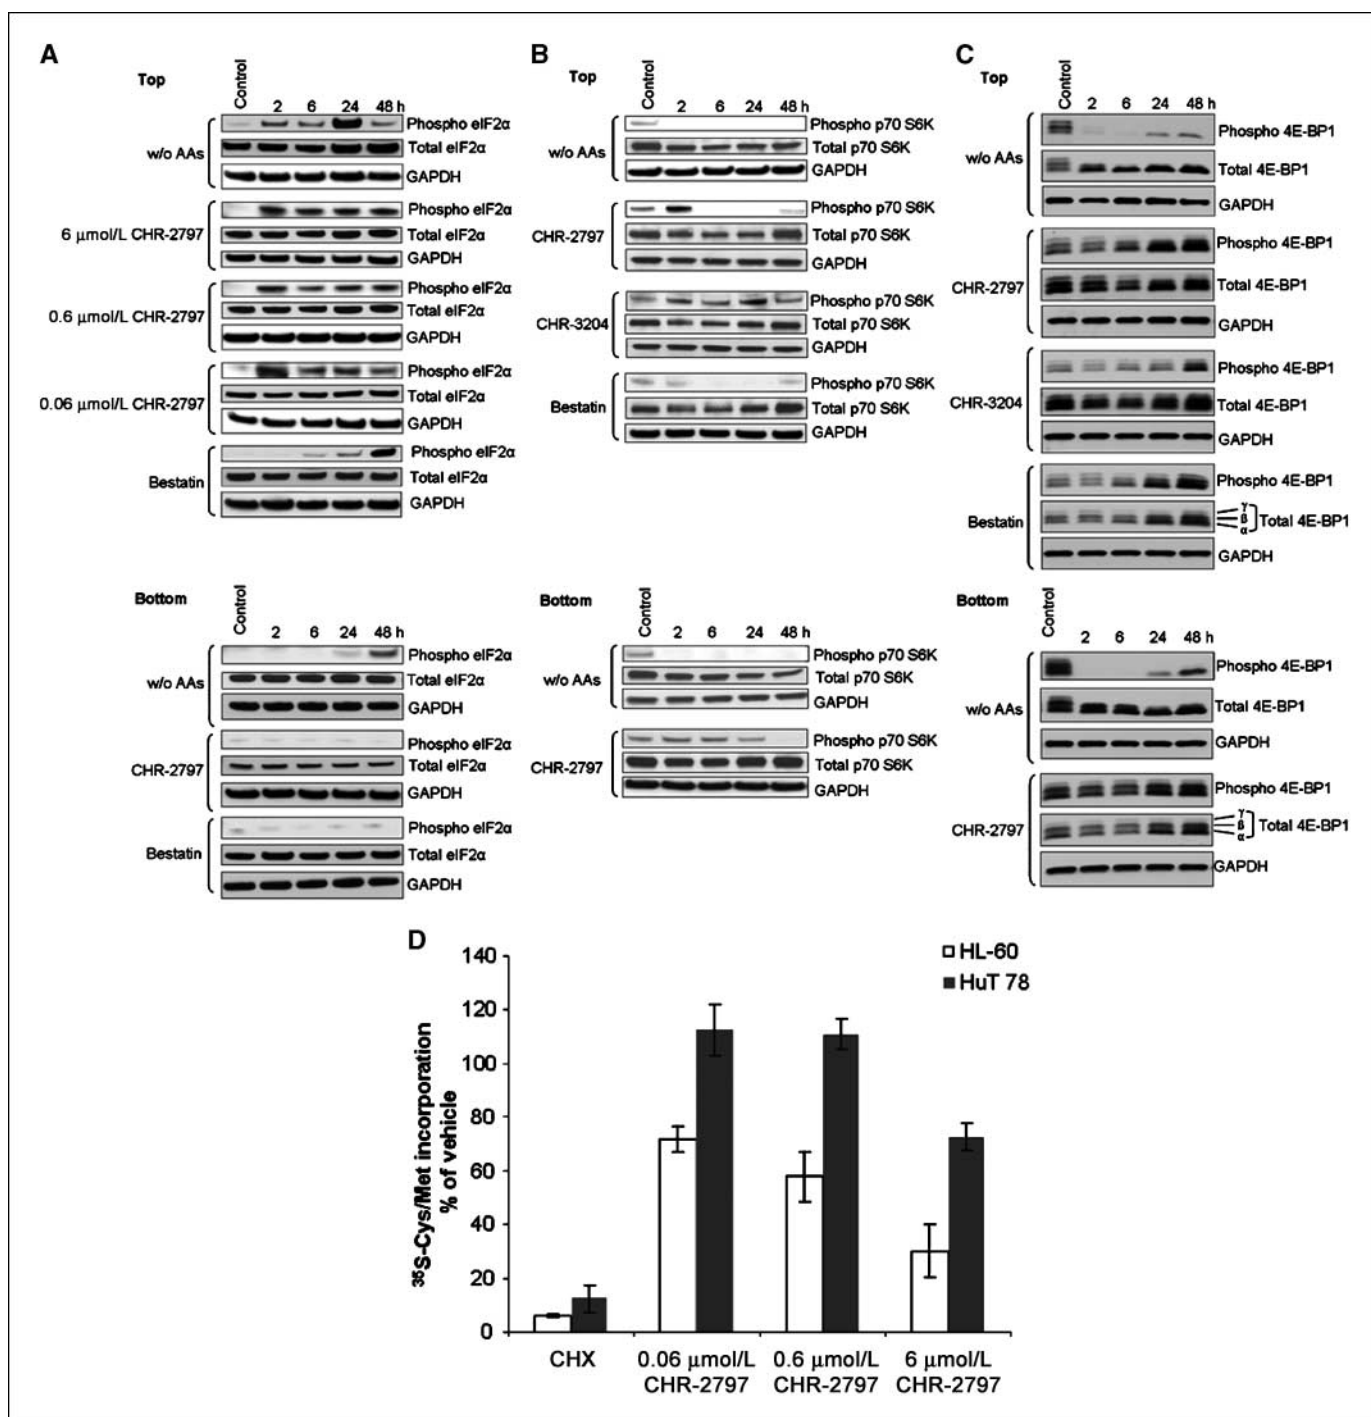 A
Top
Control
2 6 24 48 h
w/o AAs
Phospho eIF2α
Total eIF2α
GAPDH
6 μmol/L CHR-2797
Phospho eIF2α
Total eIF2α
GAPDH
0.6 μmol/L CHR-2797
Phospho eIF2α
Total eIF2α
GAPDH
0.06 μmol/L CHR-2797
Phospho eIF2α
Total eIF2α
GAPDH
Bestatin
Phospho eIF2α
Total eIF2α
GAPDH
Bottom
Control
2 6 24 48 h
w/o AAs
Phospho eIF2α
Total eIF2α
GAPDH
CHR-2797
Phospho eIF2α
Total eIF2α
GAPDH
Bestatin
Phospho eIF2α
Total eIF2α
GAPDH
B
Top
Control
2 6 24 48 h
w/o AAs
Phospho p70 S6K
Total p70 S6K
GAPDH
CHR-2797
Phospho p70 S6K
Total p70 S6K
GAPDH
CHR-3204
Phospho p70 S6K
Total p70 S6K
GAPDH
Bestatin
Phospho p70 S6K
Total p70 S6K
GAPDH
Bottom
Control
2 6 24 48 h
w/o AAs
Phospho p70 S6K
Total p70 S6K
GAPDH
CHR-2797
Phospho p70 S6K
Total p70 S6K
GAPDH
C
Top
Control
2 6 24 48 h
w/o AAs
Phospho 4E-BP1
Total 4E-BP1
GAPDH
CHR-2797
Phospho 4E-BP1
Total 4E-BP1
GAPDH
CHR-3204
Phospho 4E-BP1
Total 4E-BP1
GAPDH
Bestatin
Phospho 4E-BP1
γ
β
α
Total 4E-BP1
GAPDH
Bottom
Control
2 6 24 48 h
w/o AAs
Phospho 4E-BP1
Total 4E-BP1
GAPDH
CHR-2797
Phospho 4E-BP1
γ
β
α
Total 4E-BP1
GAPDH
D
³⁵S-Cys/Met incorporation
% of vehicle
140
120
100
80
60
40
20
0
HL-60
HuT 78
CHX
0.06 μmol/L
CHR-2797
0.6 μmol/L
CHR-2797
6 μmol/L
CHR-2797